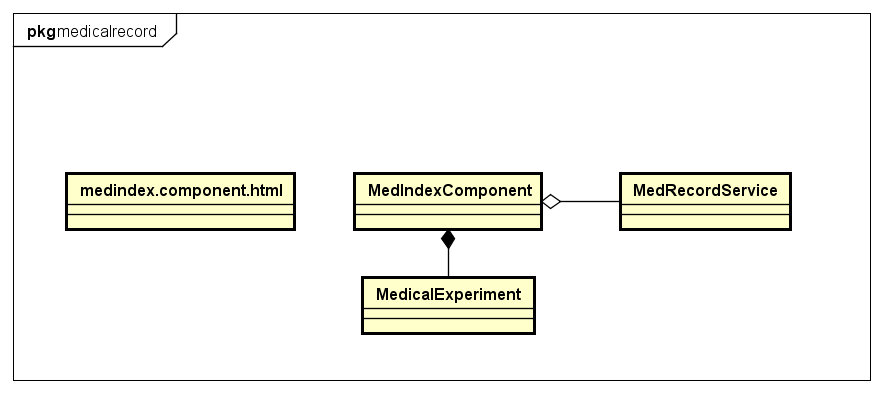 pkgmedicalrecord
medindex.component.html
MedIndexComponent
MedRecordService
MedicalExperiment